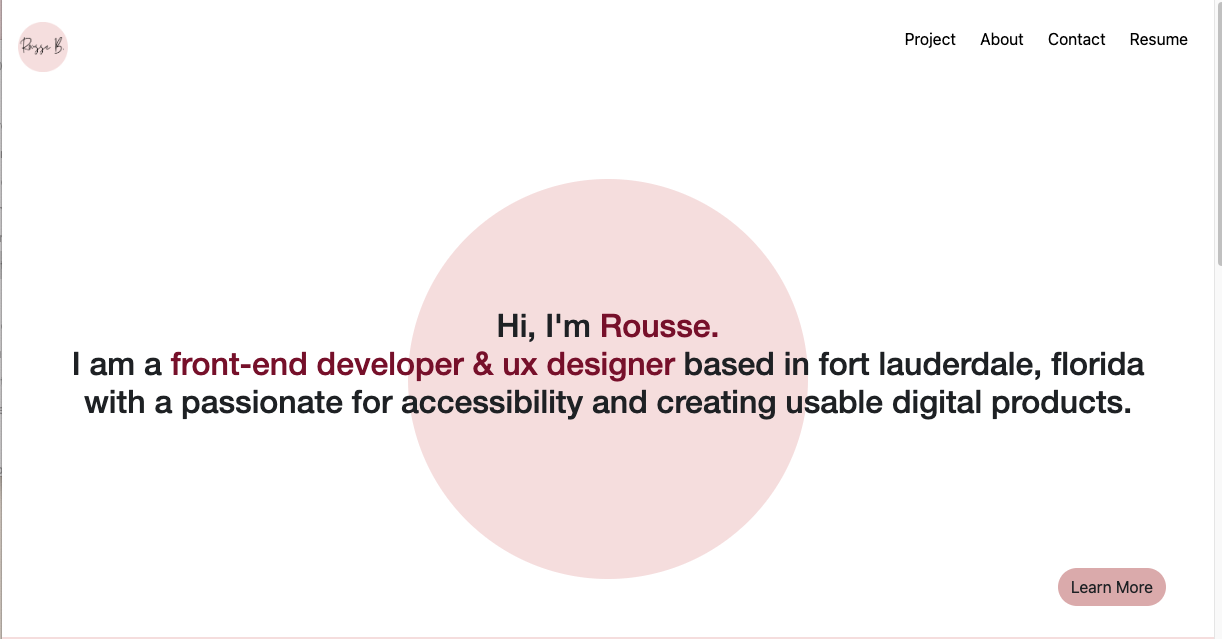 Rousse B.
Project About Contact Resume
Hi, I'm Rousse.
I am a front-end developer & ux designer based in fort lauderdale, florida
with a passionate for accessibility and creating usable digital products.
Learn More